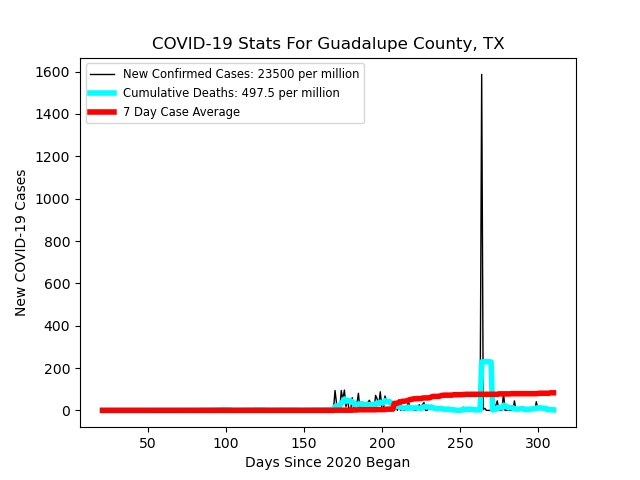 COVID-19 Stats For Guadalupe County, TX
New Confirmed Cases: 23500 per million
Cumulative Deaths: 497.5 per million
7 Day Case Average
New COVID-19 Cases
1600
1400
1200
1000
800
600
400
200
0
50
100
150
200
250
300
Days Since 2020 Began